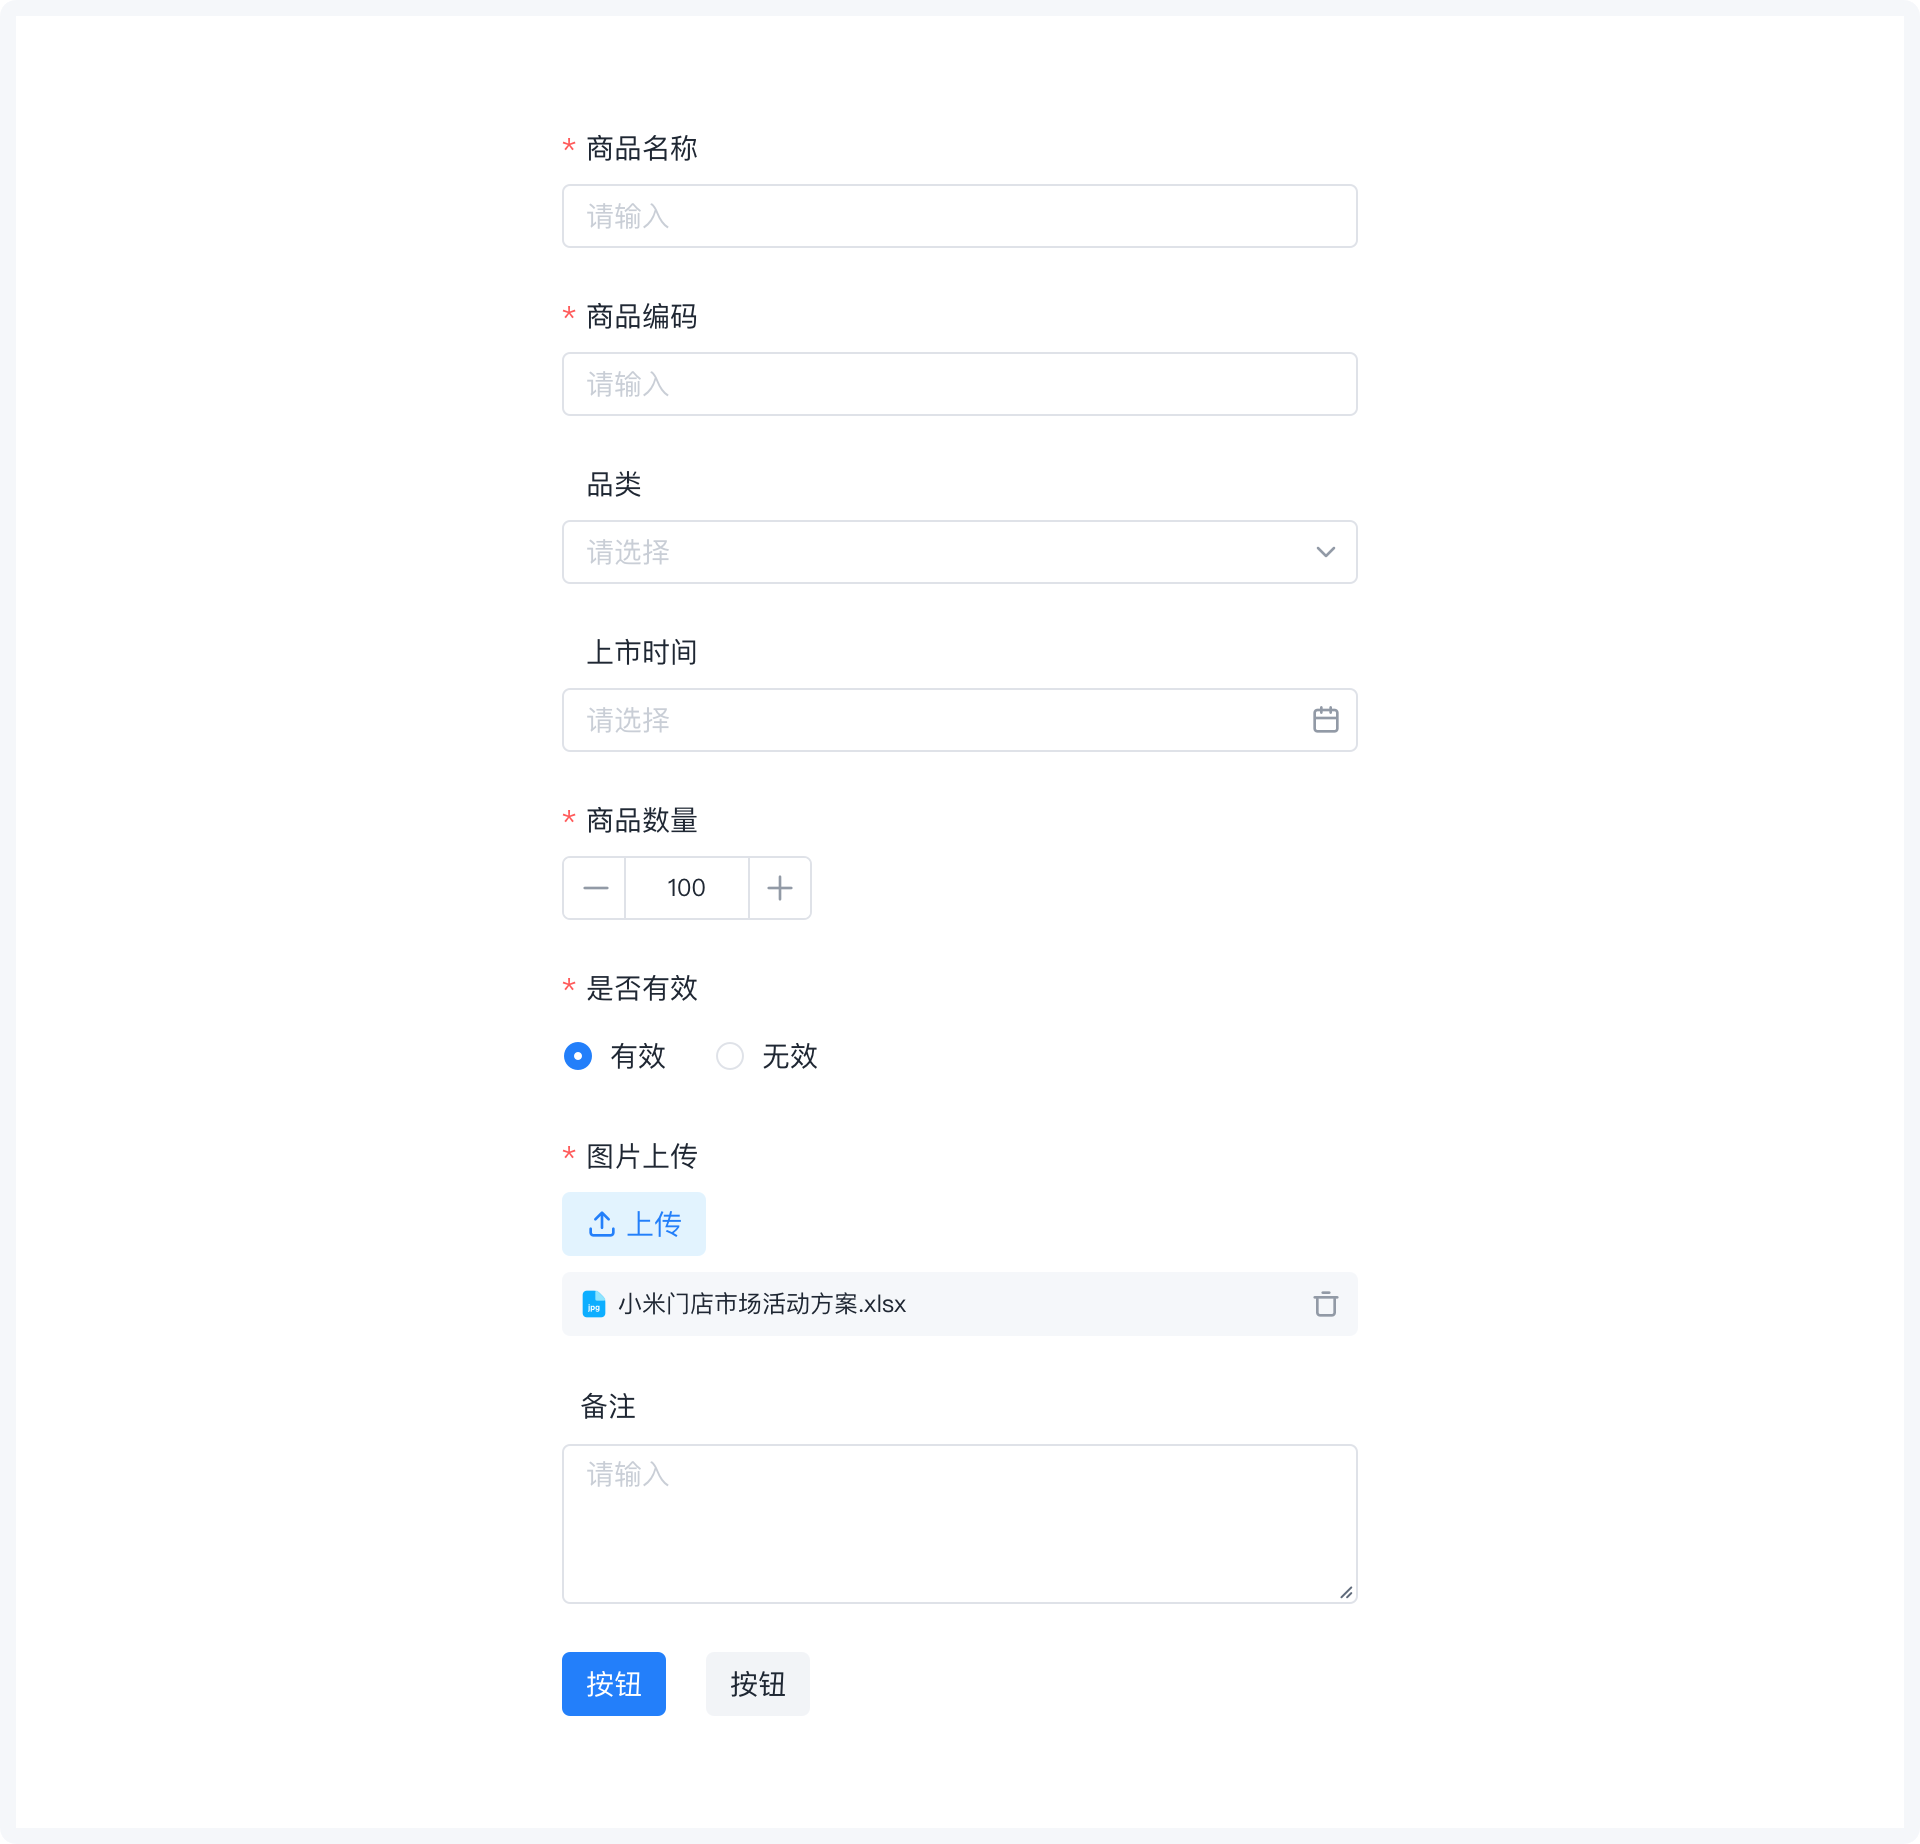 * 商品名称
请输入
* 商品编码
请输入
品类
请选择
上市时间
请选择
* 商品数量
100
* 是否有效
有效 无效
* 图片上传
上传
jpg 小米门店市场活动方案.xlsx
备注
请输入
按钮 按钮